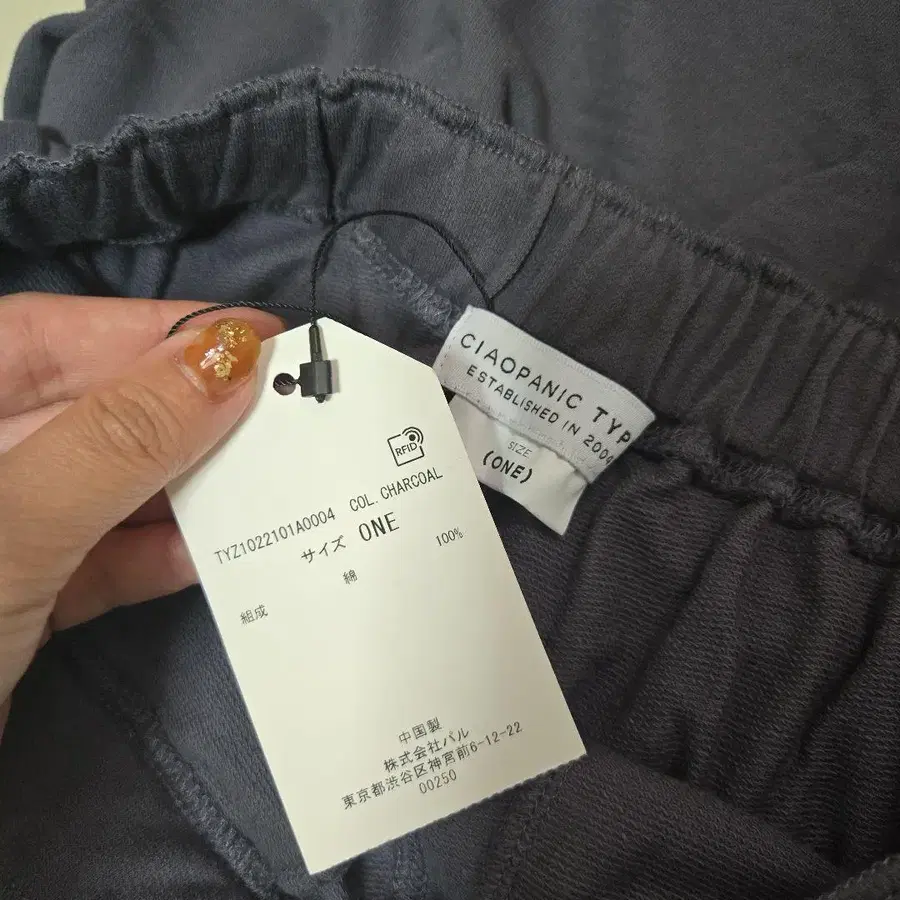 CIAOPANIC TYP
ESTABLISHED IN 2009
SIZE
(ONE)
RFID
TYZ1022101A0004 COL. CHARCOAL
サイズ ONE
綿 100%
組成
中国製
株式会社パル
東京都渋谷区神宮前6-12-22
00250